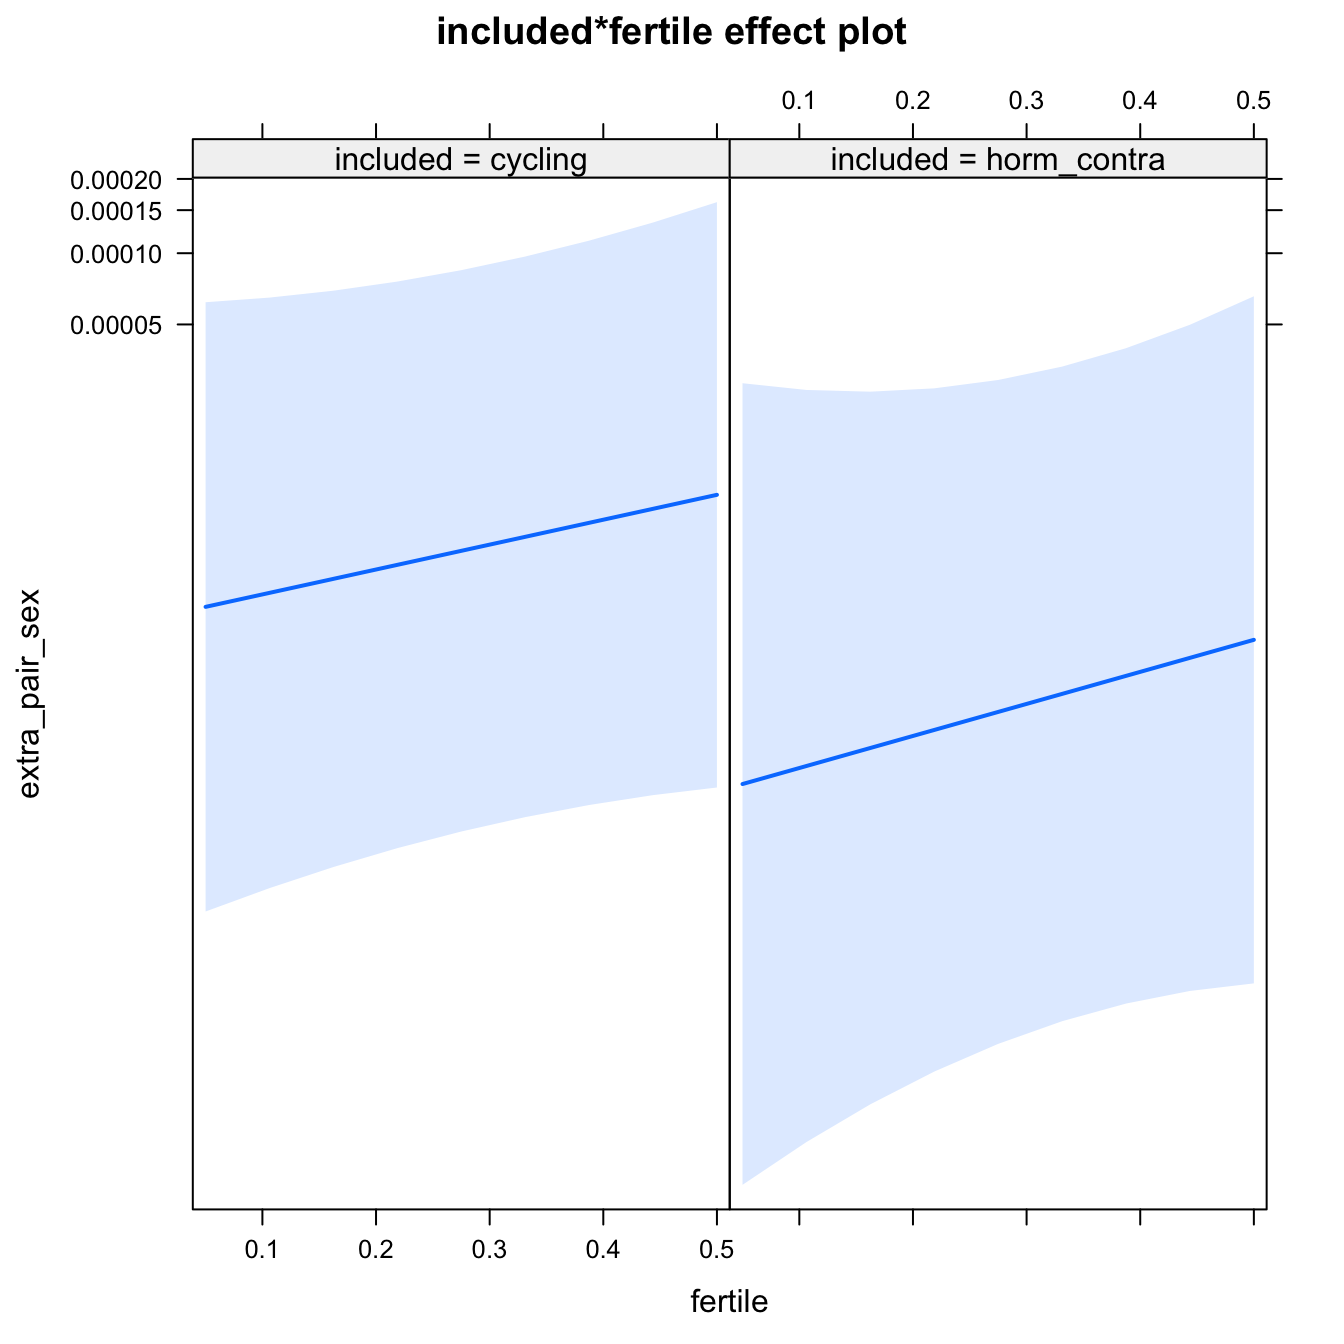 included*fertile effect plot
0.1 0.2 0.3 0.4 0.5
included = cycling included = horm_contra
0.00020
0.00015
0.00010
0.00005
extra_pair_sex
0.1 0.2 0.3 0.4 0.5
fertile